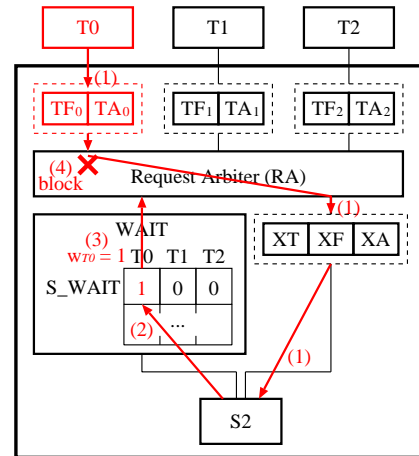 T0 T1 T2
(1)
TF0 TA0 TF1 TA1 TF2 TA2
(4)
block
Request Arbiter (RA)
(1)
WAIT
(3)
wT0 = 1 T0 T1 T2
XT XF XA
S_WAIT 1 0 0
...
(2)
(1)
S2